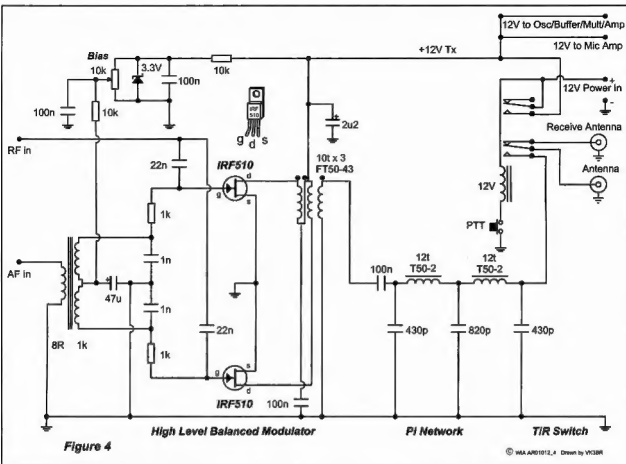 12V to Osc/Buffer/Mult/Amp
12V to Mic Amp
+12V Tx
Bias
10k
3.3V
100n
10k
100n
10k
IRF
510
g d s
2u2
12V Power in
+
-
Receive Antenna
Antenna
12V
PTT
RF in
22n
IRF510
d
g
s
10t x 3
FT50-43
1k
1n
AF in
47u
1n
22n
8R 1k
1k
s
g
d
IRF510
100n
100n
12t
T50-2
12t
T50-2
430p
820p
430p
High Level Balanced Modulator
Pi Network
T/R Switch
Figure 4
© WIA AR01012_4 Drawn by VK3BR